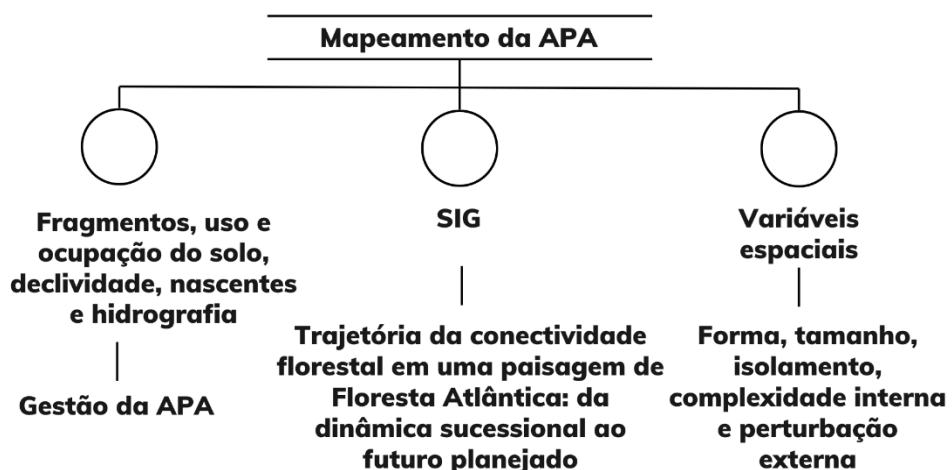 Mapeamento da APA
Fragmentos, uso e
ocupação do solo,
declividade, nascentes
e hidrografia
Gestão da APA
SIG
Trajetória da conectividade
florestal em uma paisagem de
Floresta Atlântica: da
dinâmica sucessional ao
futuro planejado
Variáveis
espaciais
Forma, tamanho,
isolamento,
complexidade interna
e perturbação
externa